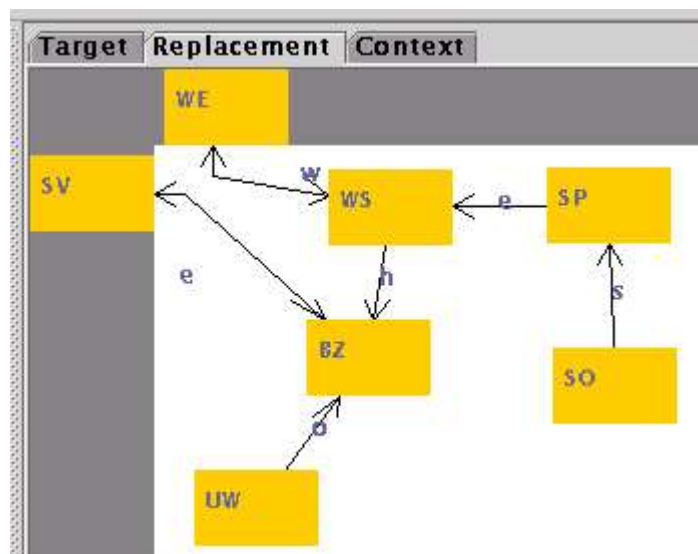 Target Replacement Context
WE
SV
w
WS
e
SP
e
h
s
BZ
SO
o
UW